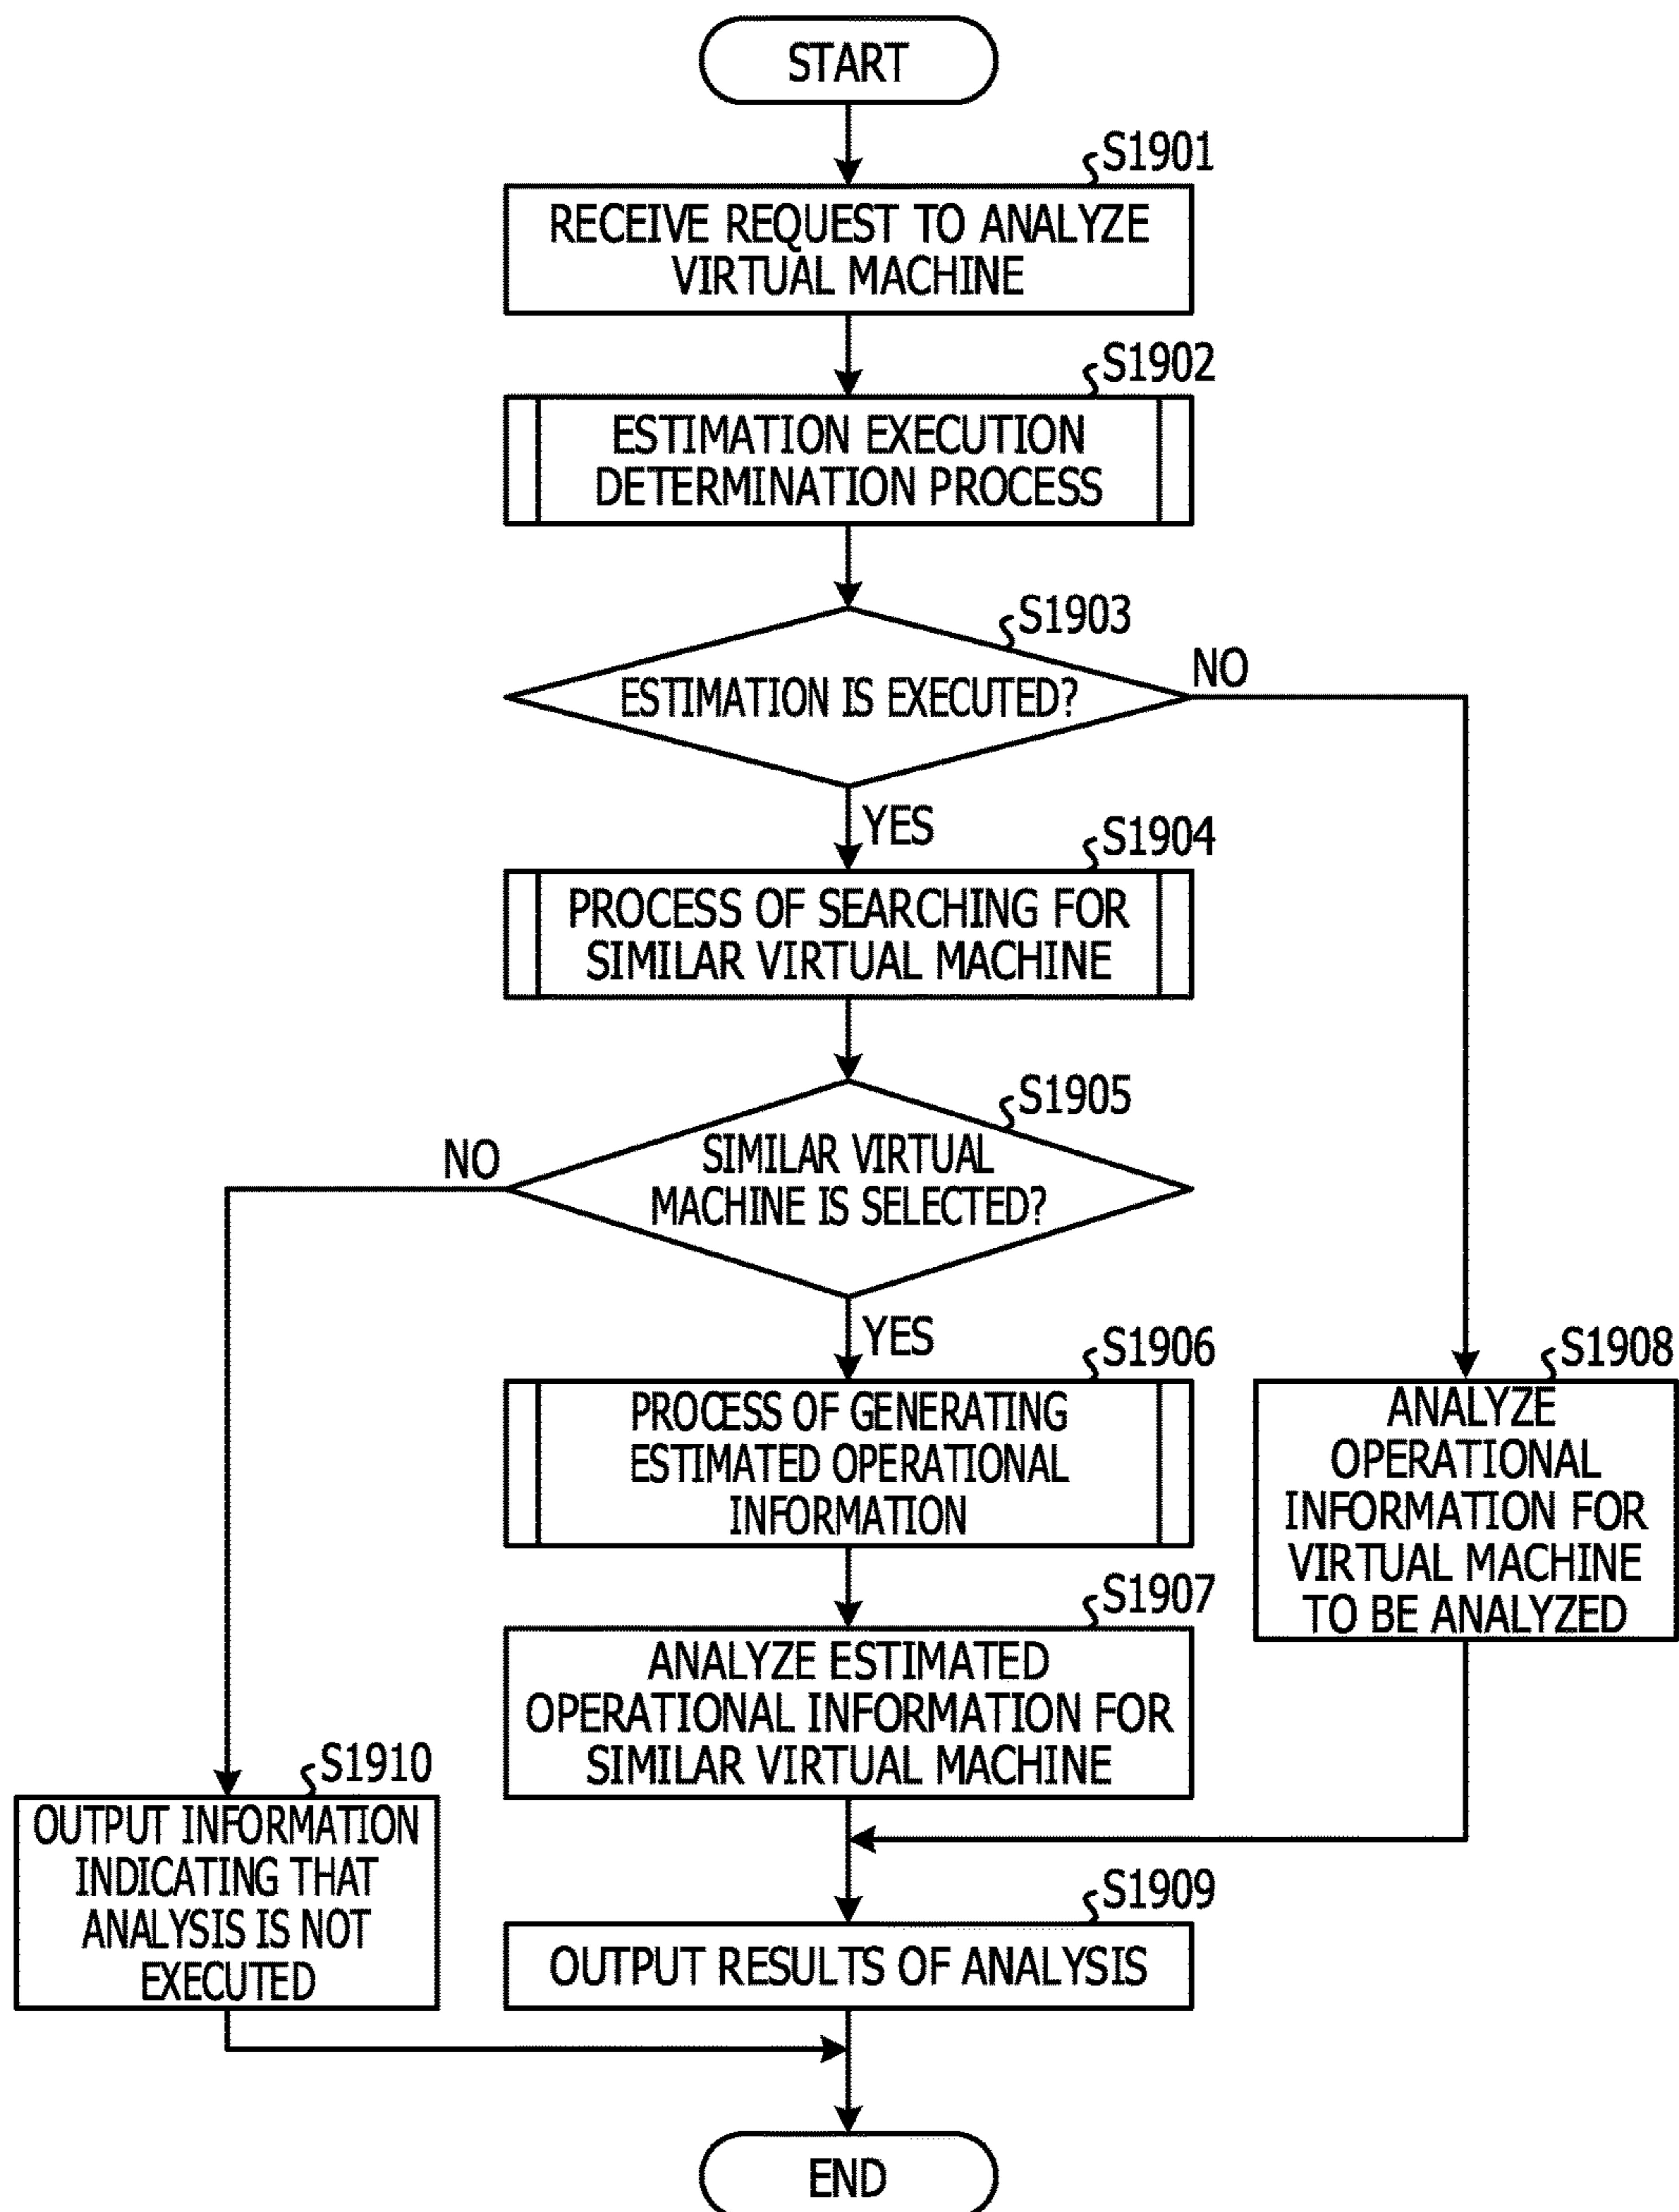 START
S1901
RECEIVE REQUEST TO ANALYZE
VIRTUAL MACHINE
S1902
ESTIMATION EXECUTION
DETERMINATION PROCESS
S1903
ESTIMATION IS EXECUTED?
NO
YES
S1904
PROCESS OF SEARCHING FOR
SIMILAR VIRTUAL MACHINE
S1905
SIMILAR VIRTUAL
MACHINE IS SELECTED?
NO
YES
S1906
PROCESS OF GENERATING
ESTIMATED OPERATIONAL
INFORMATION
S1908
ANALYZE
OPERATIONAL
INFORMATION FOR
VIRTUAL MACHINE
TO BE ANALYZED
S1907
ANALYZE ESTIMATED
OPERATIONAL INFORMATION FOR
SIMILAR VIRTUAL MACHINE
S1910
OUTPUT INFORMATION
INDICATING THAT
ANALYSIS IS NOT
EXECUTED
S1909
OUTPUT RESULTS OF ANALYSIS
END